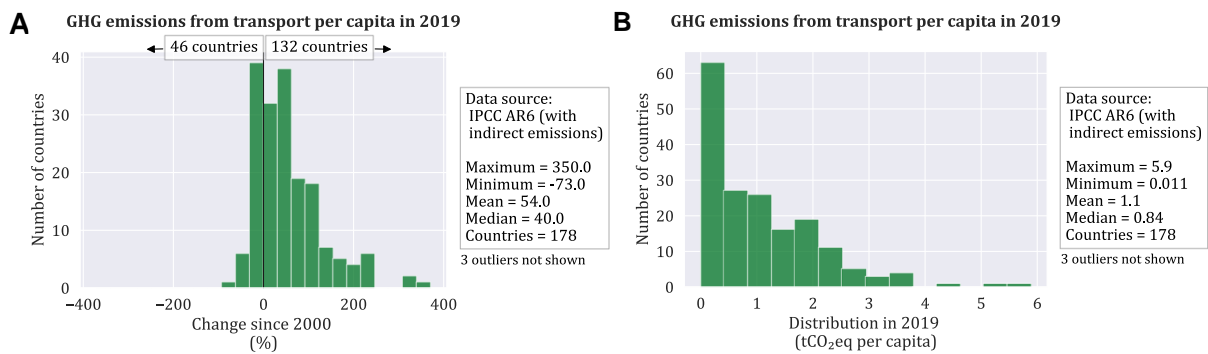 A
GHG emissions from transport per capita in 2019
46 countries
132 countries
40
30
20
10
0
Number of countries
−400
−200
0
200
400
Change since 2000
(%)
Data source:
IPCC AR6 (with
indirect emissions)
Maximum = 350.0
Minimum = -73.0
Mean = 54.0
Median = 40.0
Countries = 178
3 outliers not shown
B
GHG emissions from transport per capita in 2019
60
50
40
30
20
10
0
Number of countries
0
1
2
3
4
5
6
Distribution in 2019
(tCO₂eq per capita)
Data source:
IPCC AR6 (with
indirect emissions)
Maximum = 5.9
Minimum = 0.011
Mean = 1.1
Median = 0.84
Countries = 178
3 outliers not shown